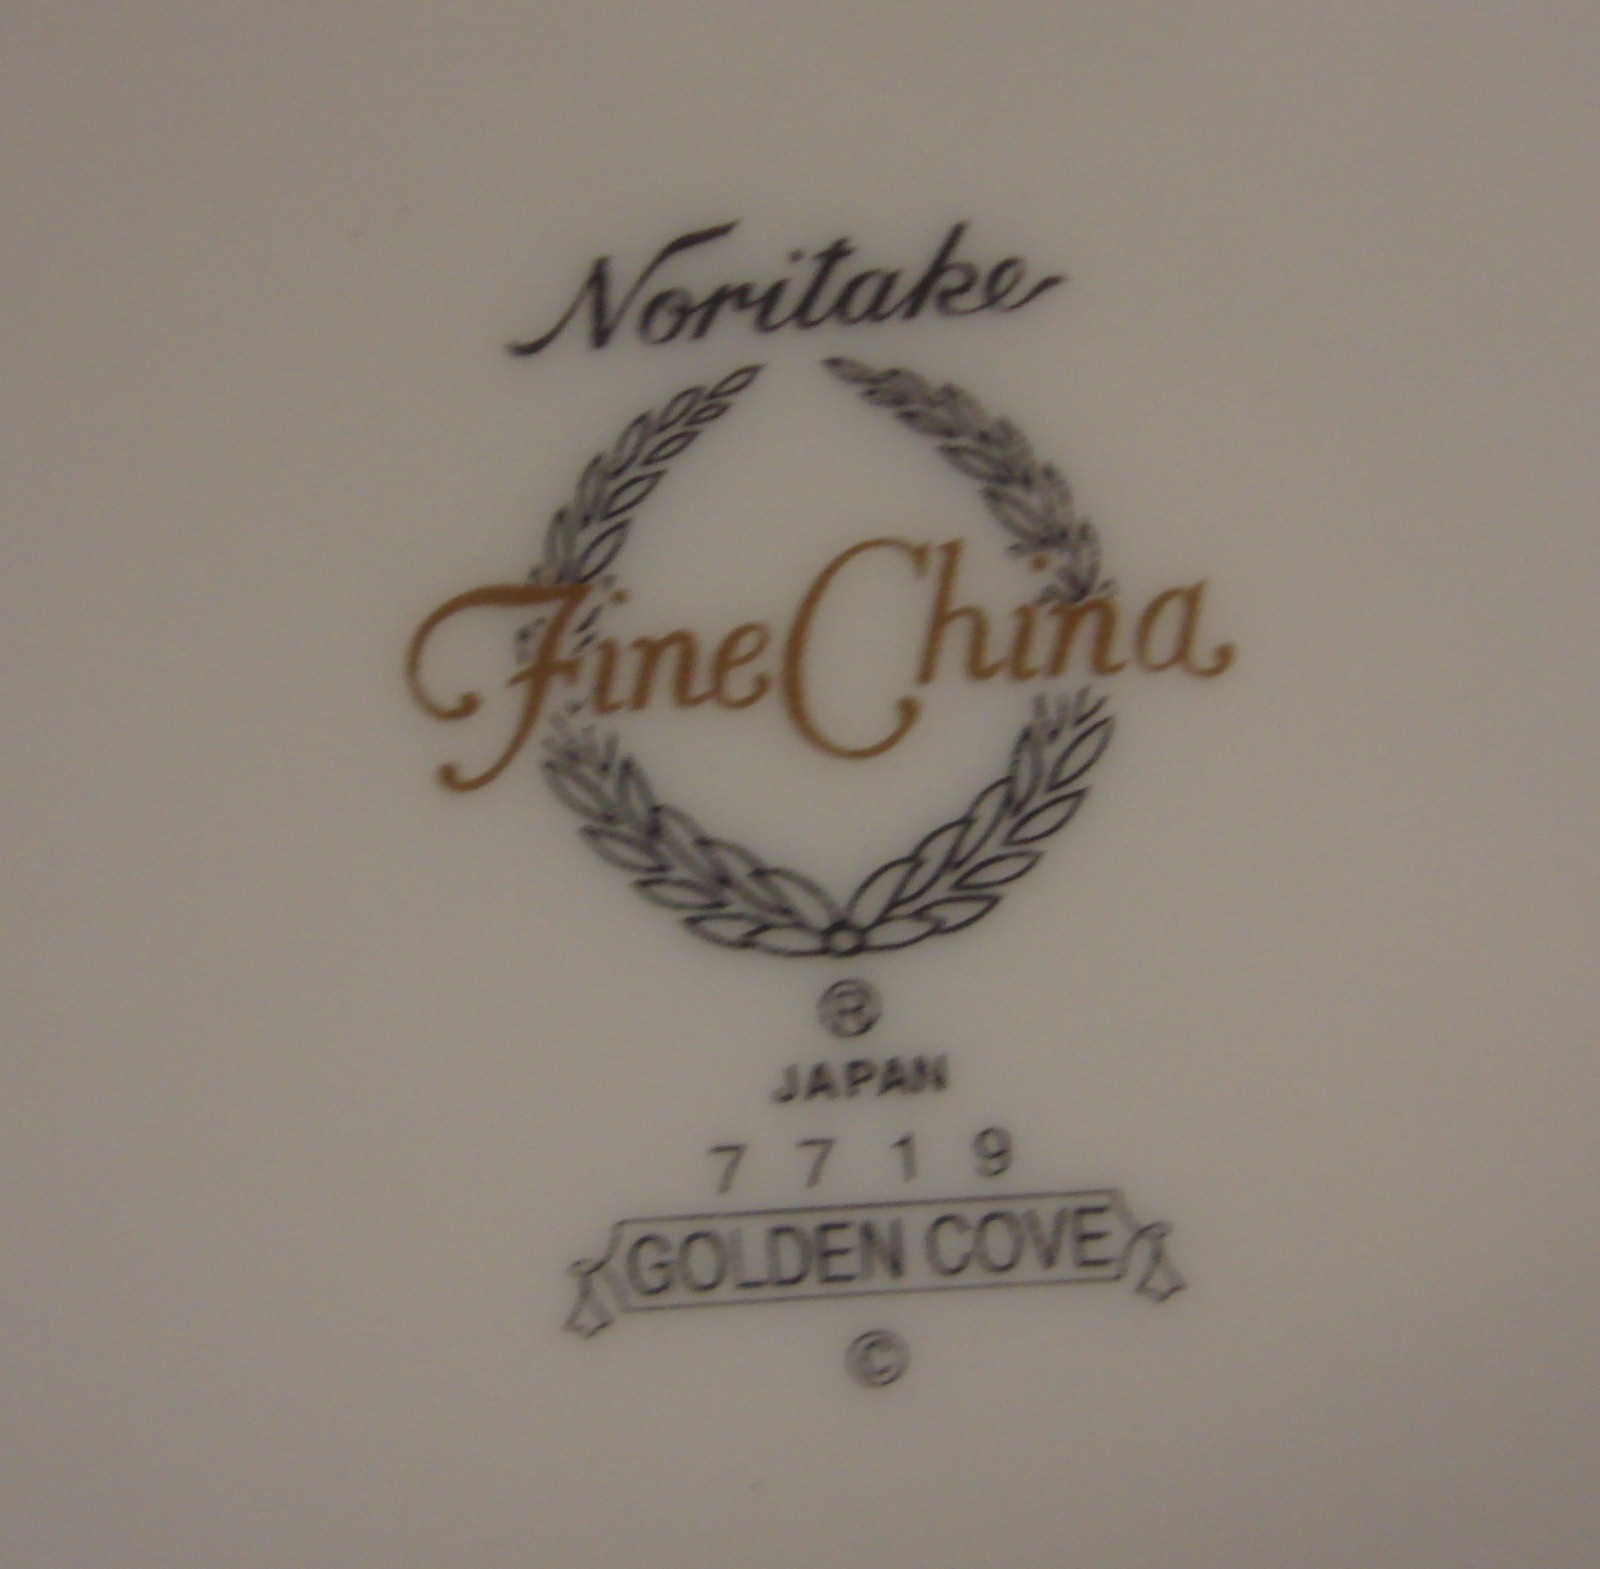 Noritake
Fine China
®
JAPAN
7719
GOLDEN COVE
©